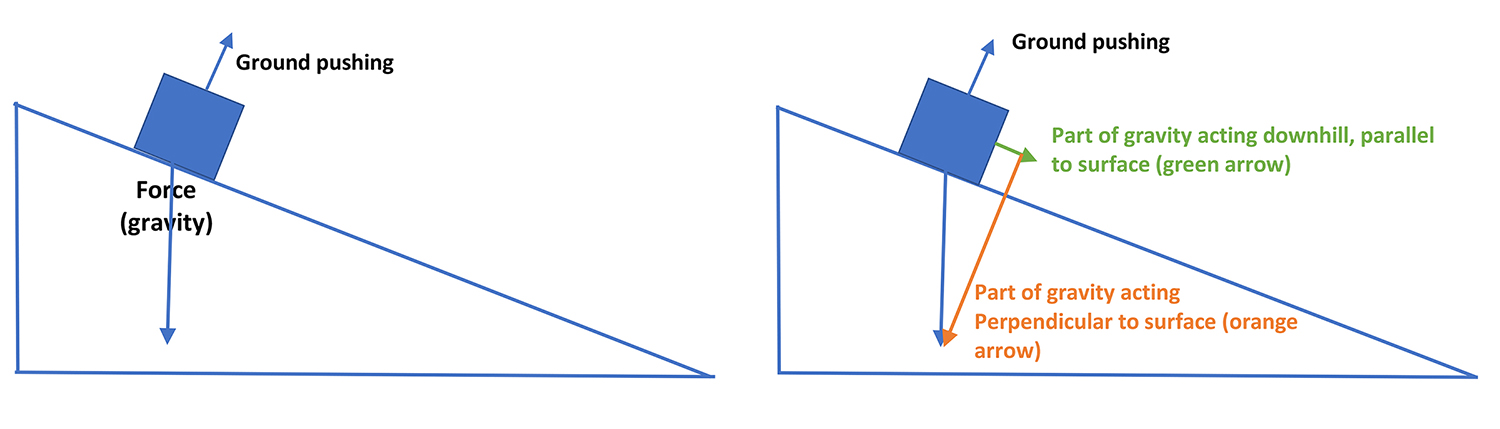 Ground pushing
Force
(gravity)
Ground pushing
Part of gravity acting downhill, parallel
to surface (green arrow)
Part of gravity acting
Perpendicular to surface (orange
arrow)